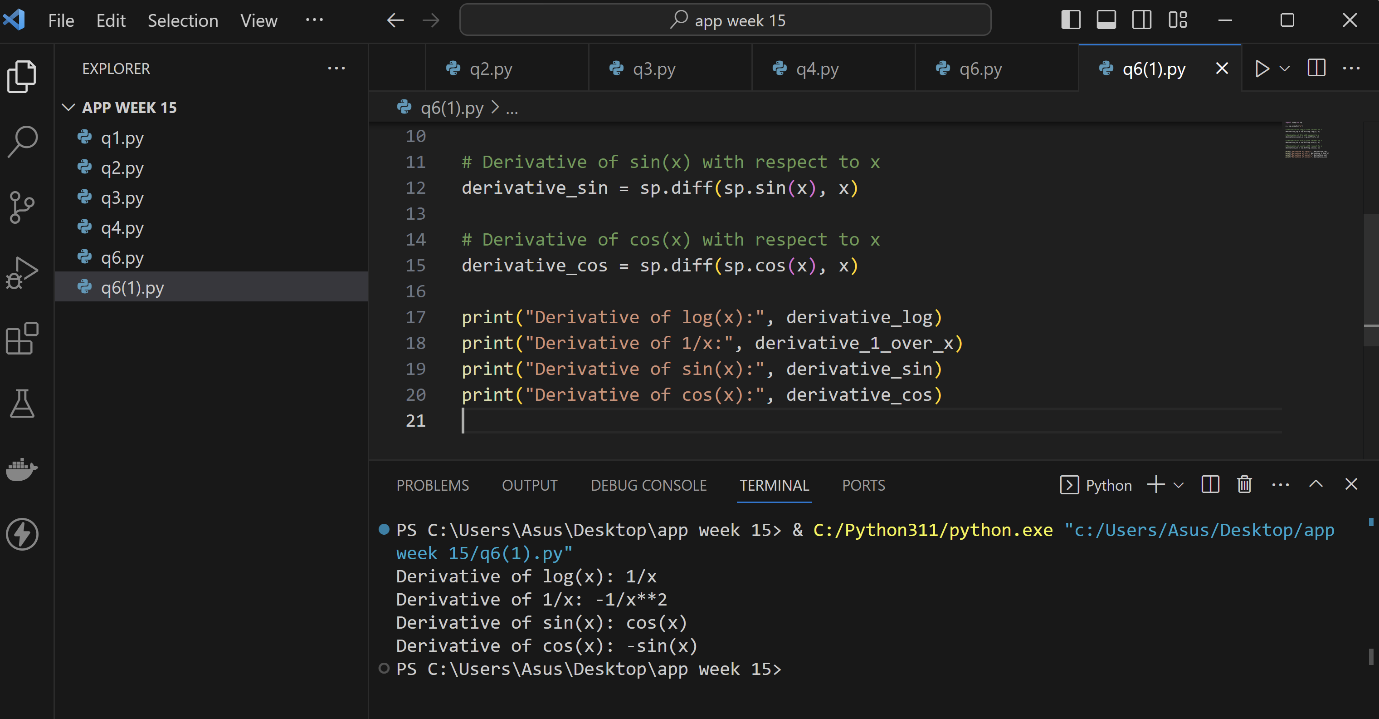 File Edit Selection View ...
app week 15
EXPLORER ...
q2.py q3.py q4.py q6.py q6(1).py
APP WEEK 15
q1.py
q2.py
q3.py
q4.py
q6.py
q6(1).py
q6(1).py > ...
10
11 # Derivative of sin(x) with respect to x
12 derivative_sin = sp.diff(sp.sin(x), x)
13
14 # Derivative of cos(x) with respect to x
15 derivative_cos = sp.diff(sp.cos(x), x)
16
17 print("Derivative of log(x):", derivative_log)
18 print("Derivative of 1/x:", derivative_1_over_x)
19 print("Derivative of sin(x):", derivative_sin)
20 print("Derivative of cos(x):", derivative_cos)
21
PROBLEMS OUTPUT DEBUG CONSOLE TERMINAL PORTS Python
PS C:\Users\Asus\Desktop\app week 15> & C:/Python311/python.exe "c:/Users/Asus/Desktop/app
week 15/q6(1).py"
Derivative of log(x): 1/x
Derivative of 1/x: -1/x**2
Derivative of sin(x): cos(x)
Derivative of cos(x): -sin(x)
PS C:\Users\Asus\Desktop\app week 15>